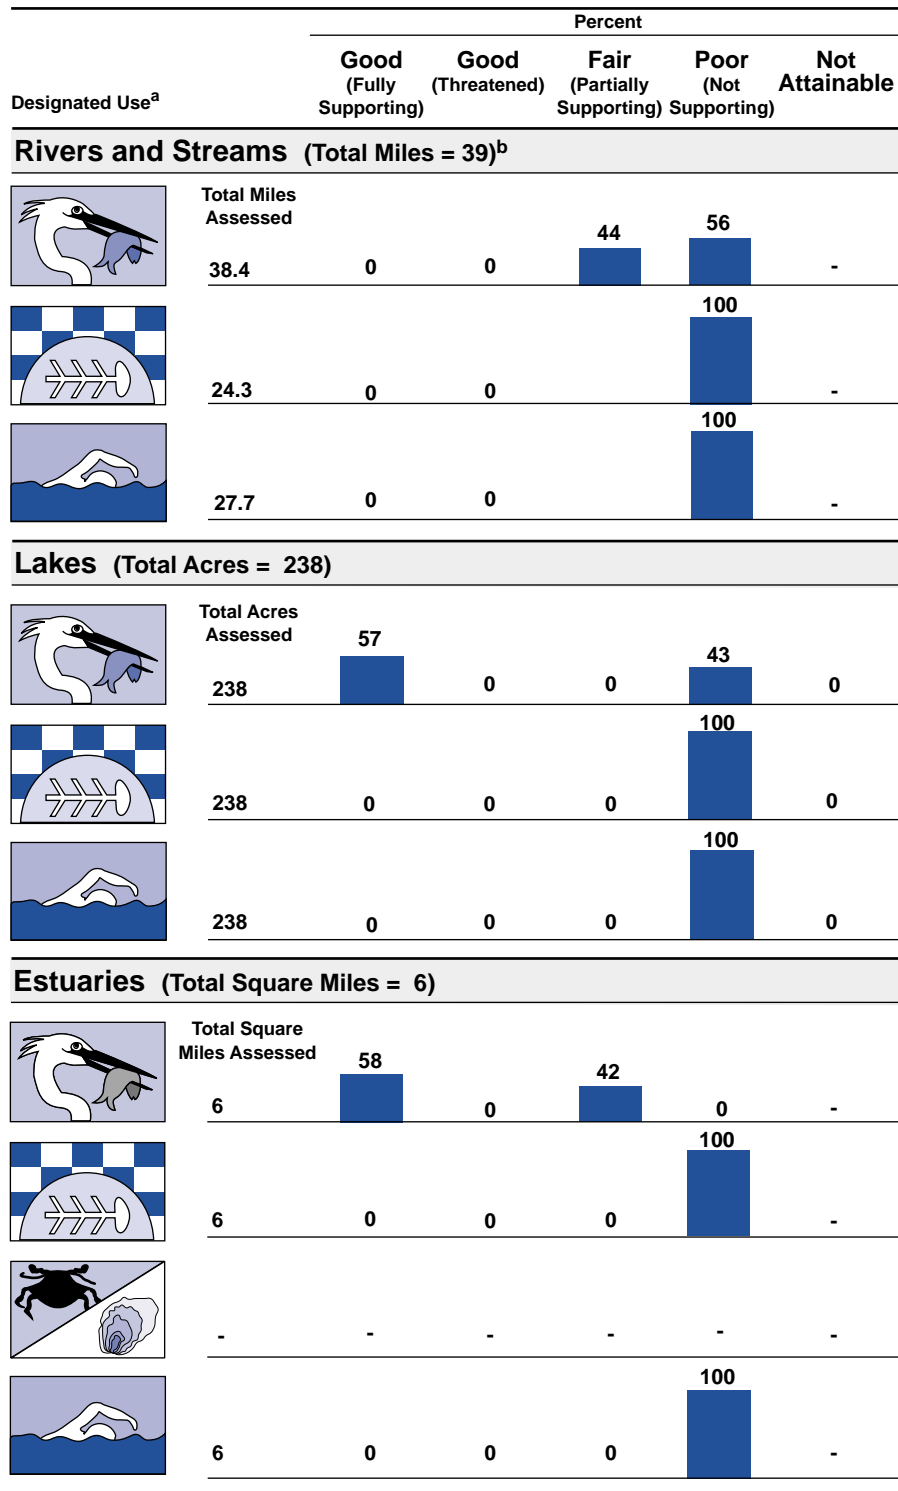 Percent
Designated Use^a
Good (Fully Supporting)
Good (Threatened)
Fair (Partially Supporting)
Poor (Not Supporting)
Not Attainable
Rivers and Streams (Total Miles = 39)^b
Total Miles Assessed
44
56
38.4 0 0 -
100
24.3 0 0 -
100
27.7 0 0 -
Lakes (Total Acres = 238)
Total Acres Assessed
57
43
238 0 0 0
100
238 0 0 0 0
100
238 0 0 0 0
Estuaries (Total Square Miles = 6)
Total Square Miles Assessed
58
42
6 0 0 -
100
6 0 0 0 -
- - - - - -
100
6 0 0 0 -